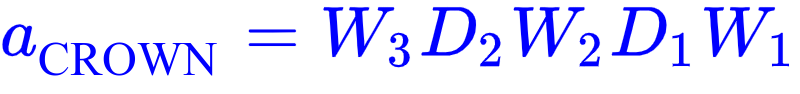 a_CROWN = W_3 D_2 W_2 D_1 W_1